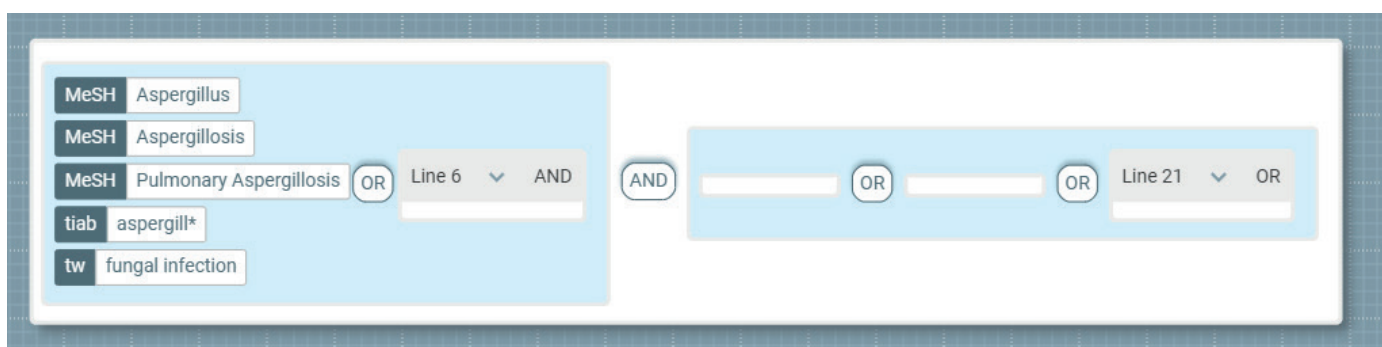 MeSH Aspergillus
MeSH Aspergillosis
MeSH Pulmonary Aspergillosis OR Line 6 AND AND OR OR Line 21 OR
tiab aspergill*
tw fungal infection